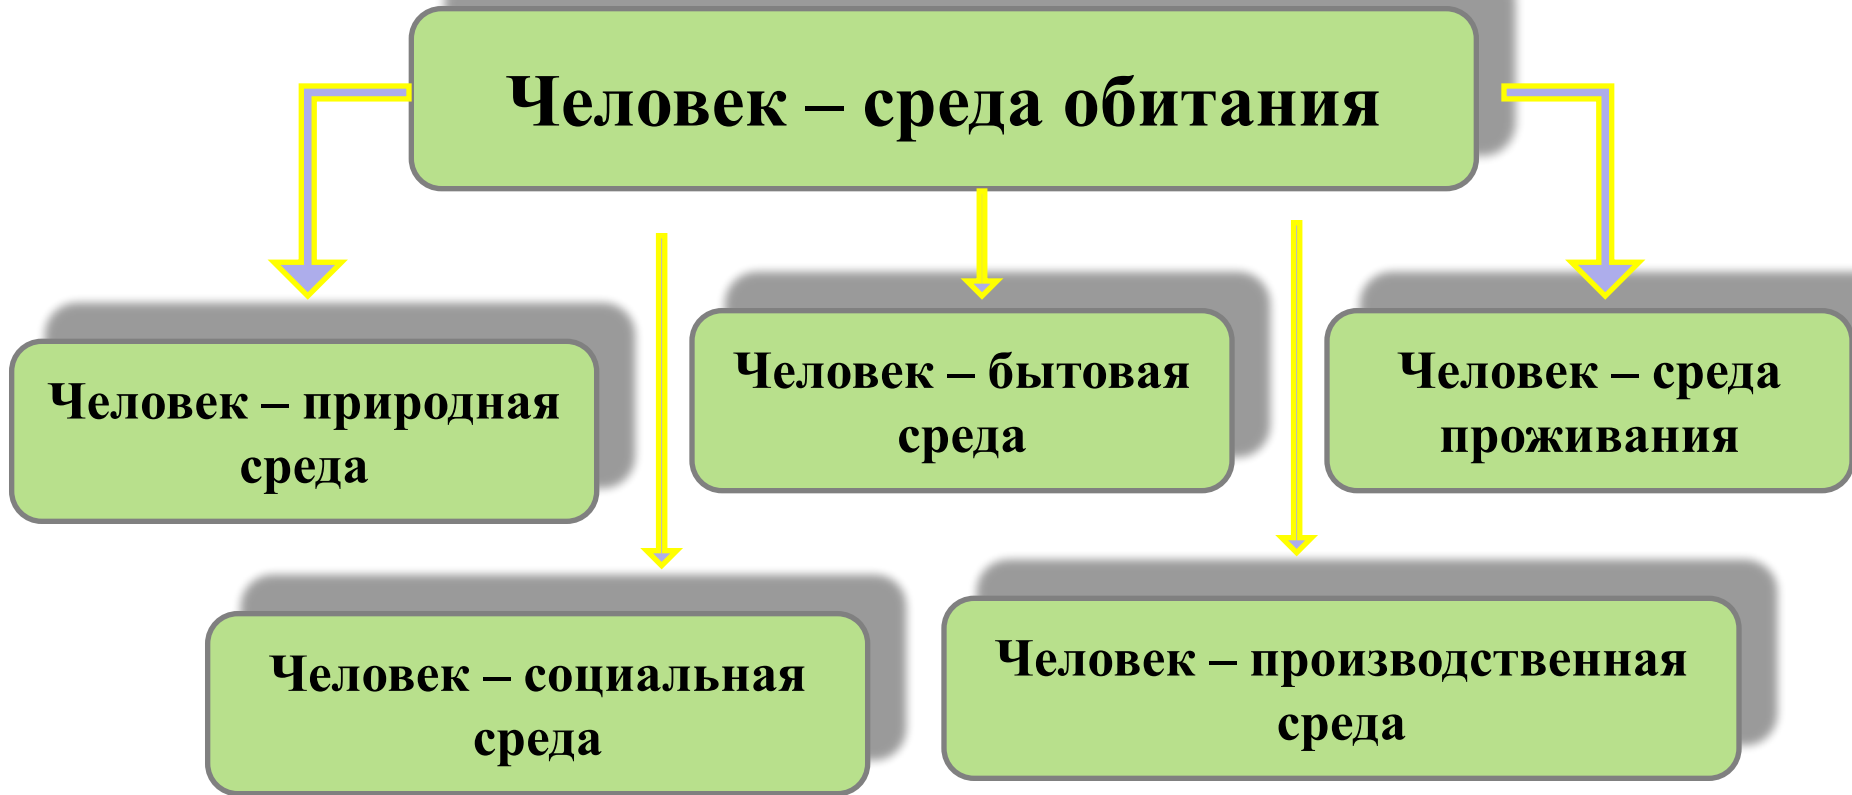 Человек – среда обитания
Человек – природная
среда
Человек – бытовая
среда
Человек – среда
проживания
Человек – социальная
среда
Человек – производственная
среда